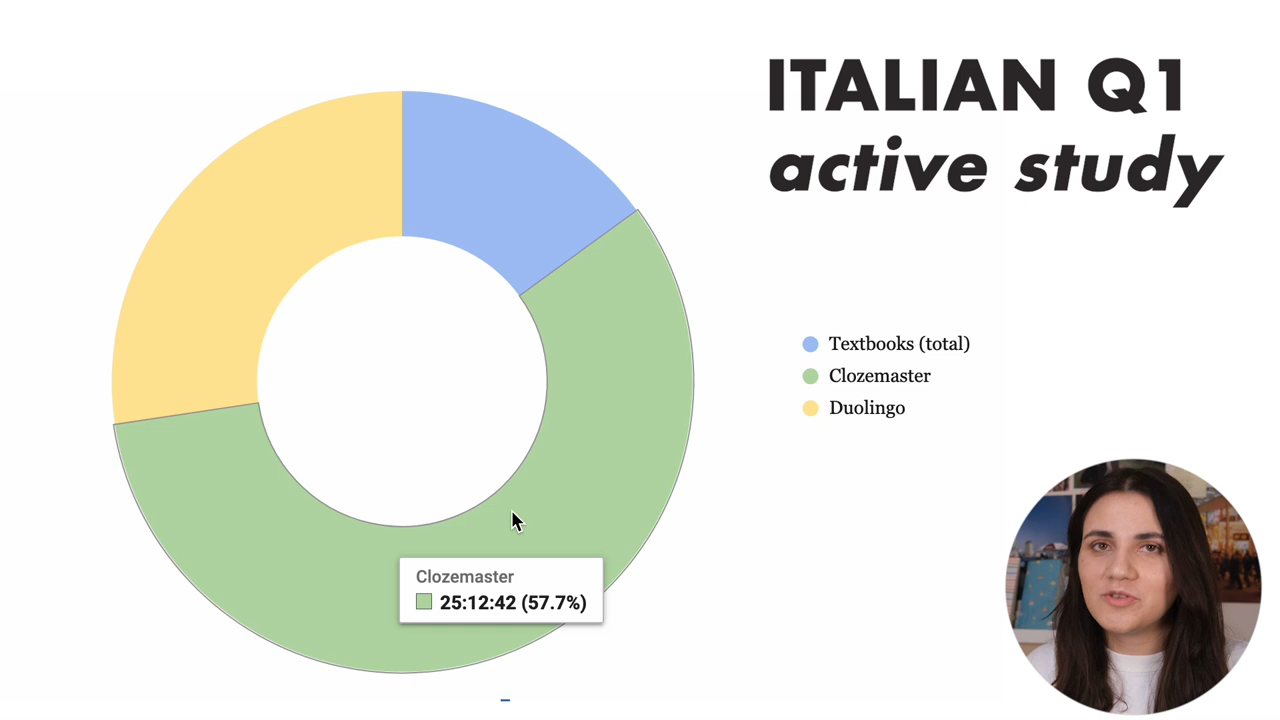 ITALIAN Q1
active study
Textbooks (total)
Clozemaster
Duolingo
Clozemaster
25:12:42 (57.7%)